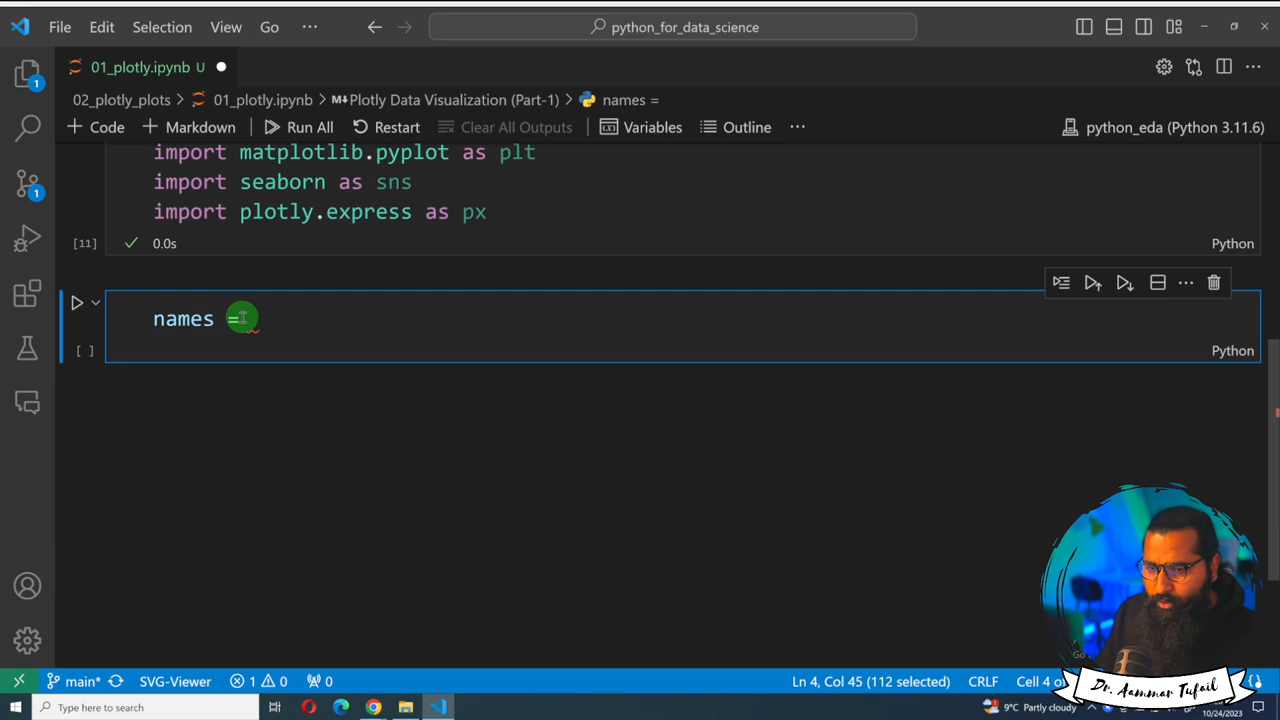 File Edit Selection View Go ··· python_for_data_science
01_plotly.ipynb U
02_plotly_plots > 01_plotly.ipynb > M↓Plotly Data Visualization (Part-1) > names =
+ Code + Markdown Run All Restart Clear All Outputs Variables Outline ··· python_eda (Python 3.11.6)
import matplotlib.pyplot as plt
import seaborn as sns
import plotly.express as px
[11] ✓ 0.0s Python
names =
[ ] Python
1
1
main* SVG-Viewer 1 0 0 Ln 4, Col 45 (112 selected) CRLF Cell 4
Dr. Aammar Tufail
Type here to search 9°C Partly cloudy 10/24/2023